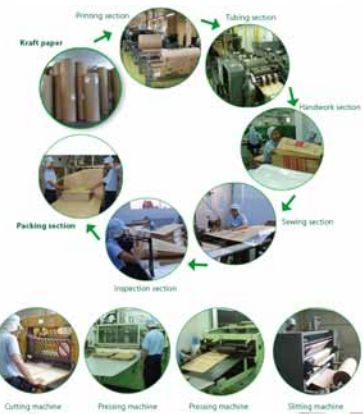 Printing section
Tubing section
Kraft paper
Handwork section
Sewing section
Packing section
Inspection section
Cutting machine
Pressing machine
Pressing machine
Slitting machine